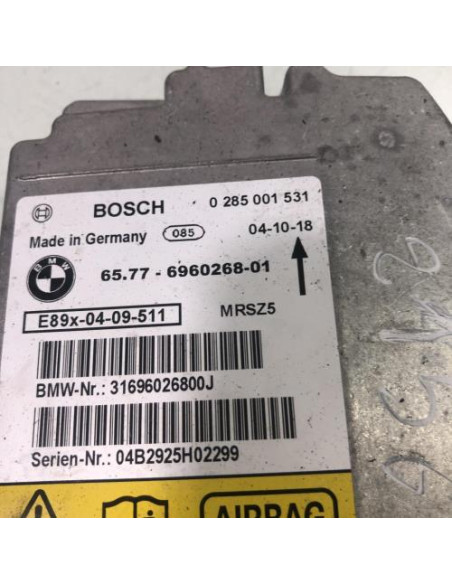 BOSCH 0 285 001 531
Made in Germany 085 04-10-18
BMW 65.77 - 6960268-01
E89x-04-09-511 MRSZ5
BMW-Nr.: 31696026800J
Serien-Nr.: 04B2925H02299
AIRBAG